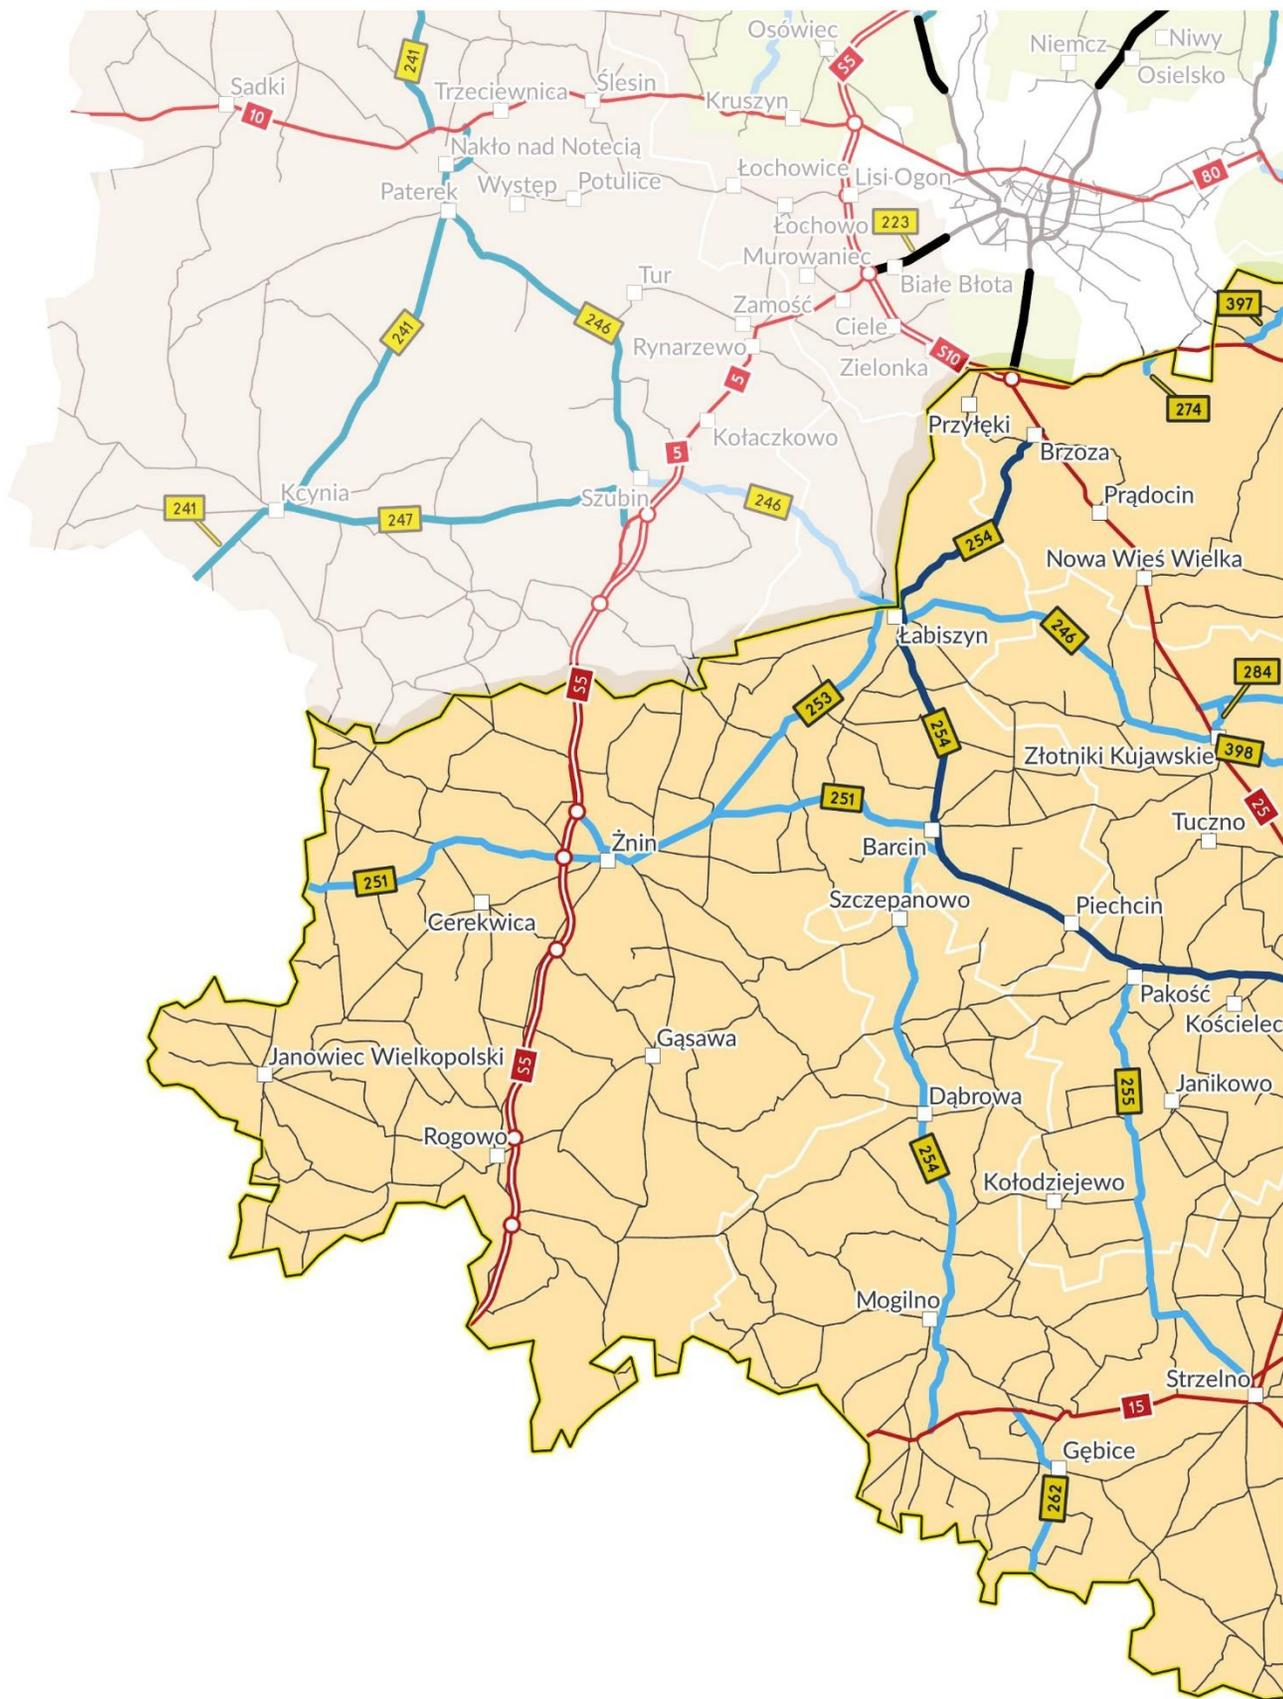 Osówiec
Niwy
Niemcz
Osielsko
241
S5
Sadki
Ślesin
Trzeciewnica
Kruszyn
10
Nakło nad Notecią
Łochowice
Lisi-Ogon
80
Paterek
Występ
Potulice
Łochowo
223
Murowaniec
Tur
Białe Błota
Zamość
397
241
246
Ciele
Rynarzewo
Zielonka
S10
5
274
Przyłęki
Kołaczkowo
Brzoza
5
Kcynia
Szubin
246
Prądocin
241
247
254
Nowa Wieś Wielka
Łabiszyn
246
S5
284
253
254
Złotniki Kujawskie
398
251
25
Tuczno
Żnin
Barcin
251
Szczepanowo
Piechcin
Cerekwica
Pakość
Kościelec
Gąsawa
Janowiec Wielkopolski
S5
Janikowo
255
Dąbrowa
Rogowo
254
Kołodziejewo
Mogilno
Strzelno
15
Gębice
262